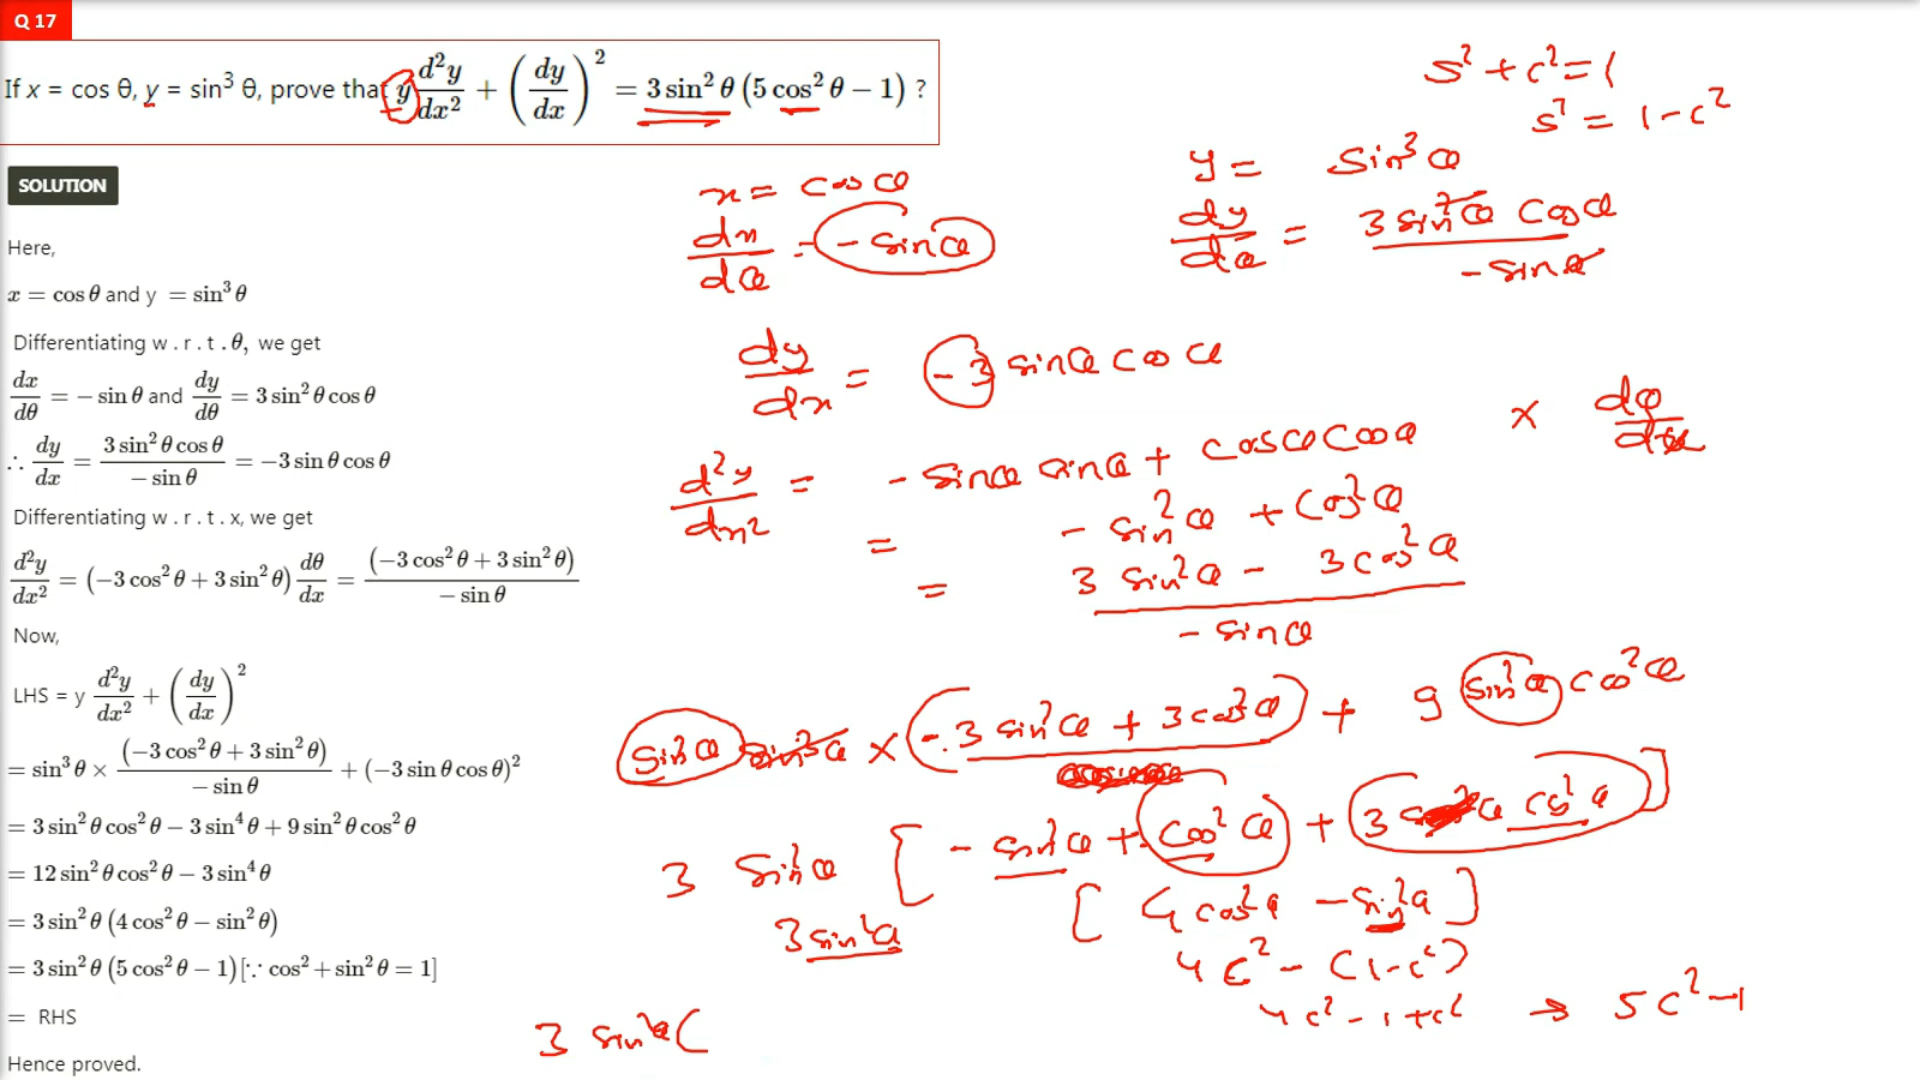 Q 17
If x = cos θ, y = sin³ θ, prove that y d²y/dx² + (dy/dx)² = 3 sin² θ (5 cos² θ − 1) ?
SOLUTION
Here,
x = cos θ and y = sin³ θ
Differentiating w . r . t . θ, we get
dx/dθ = − sin θ and dy/dθ = 3 sin² θ cos θ
∴ dy/dx = 3 sin² θ cos θ / − sin θ = −3 sin θ cos θ
Differentiating w . r . t . x, we get
d²y/dx² = (−3 cos² θ + 3 sin² θ) dθ/dx = (−3 cos² θ + 3 sin² θ) / − sin θ
Now,
LHS = y d²y/dx² + (dy/dx)²
= sin³ θ × (−3 cos² θ + 3 sin² θ) / − sin θ + (−3 sin θ cos θ)²
= 3 sin² θ cos² θ − 3 sin⁴ θ + 9 sin² θ cos² θ
= 12 sin² θ cos² θ − 3 sin⁴ θ
= 3 sin² θ (4 cos² θ − sin² θ)
= 3 sin² θ (5 cos² θ − 1) [∵ cos² + sin² θ = 1]
= RHS
Hence proved.
s² + c² = 1
s² = 1 − c²
x = cos θ
dx/dθ = − sin θ
y = sin³ θ
dy/dθ = 3 sin² θ cos θ / − sin θ
dy/dx = −3 sin θ cos θ
d²y/dx² = − sin θ sin θ + cos θ cos θ × dθ/dx
= − sin² θ + cos² θ
= 3 sin² θ − 3 cos² θ / − sin θ
sin² θ sin³ θ × (−3 sin² θ + 3 cos² θ) + 9 sin² θ cos² θ
3 sin² θ [ − sin² θ + cos² θ + 3 cos² θ ]
3 sin² θ [ 4 cos² θ − sin² θ ]
4c² − (1 − c²)
4c² − 1 + c² ⇒ 5c² − 1
3 sin² θ (